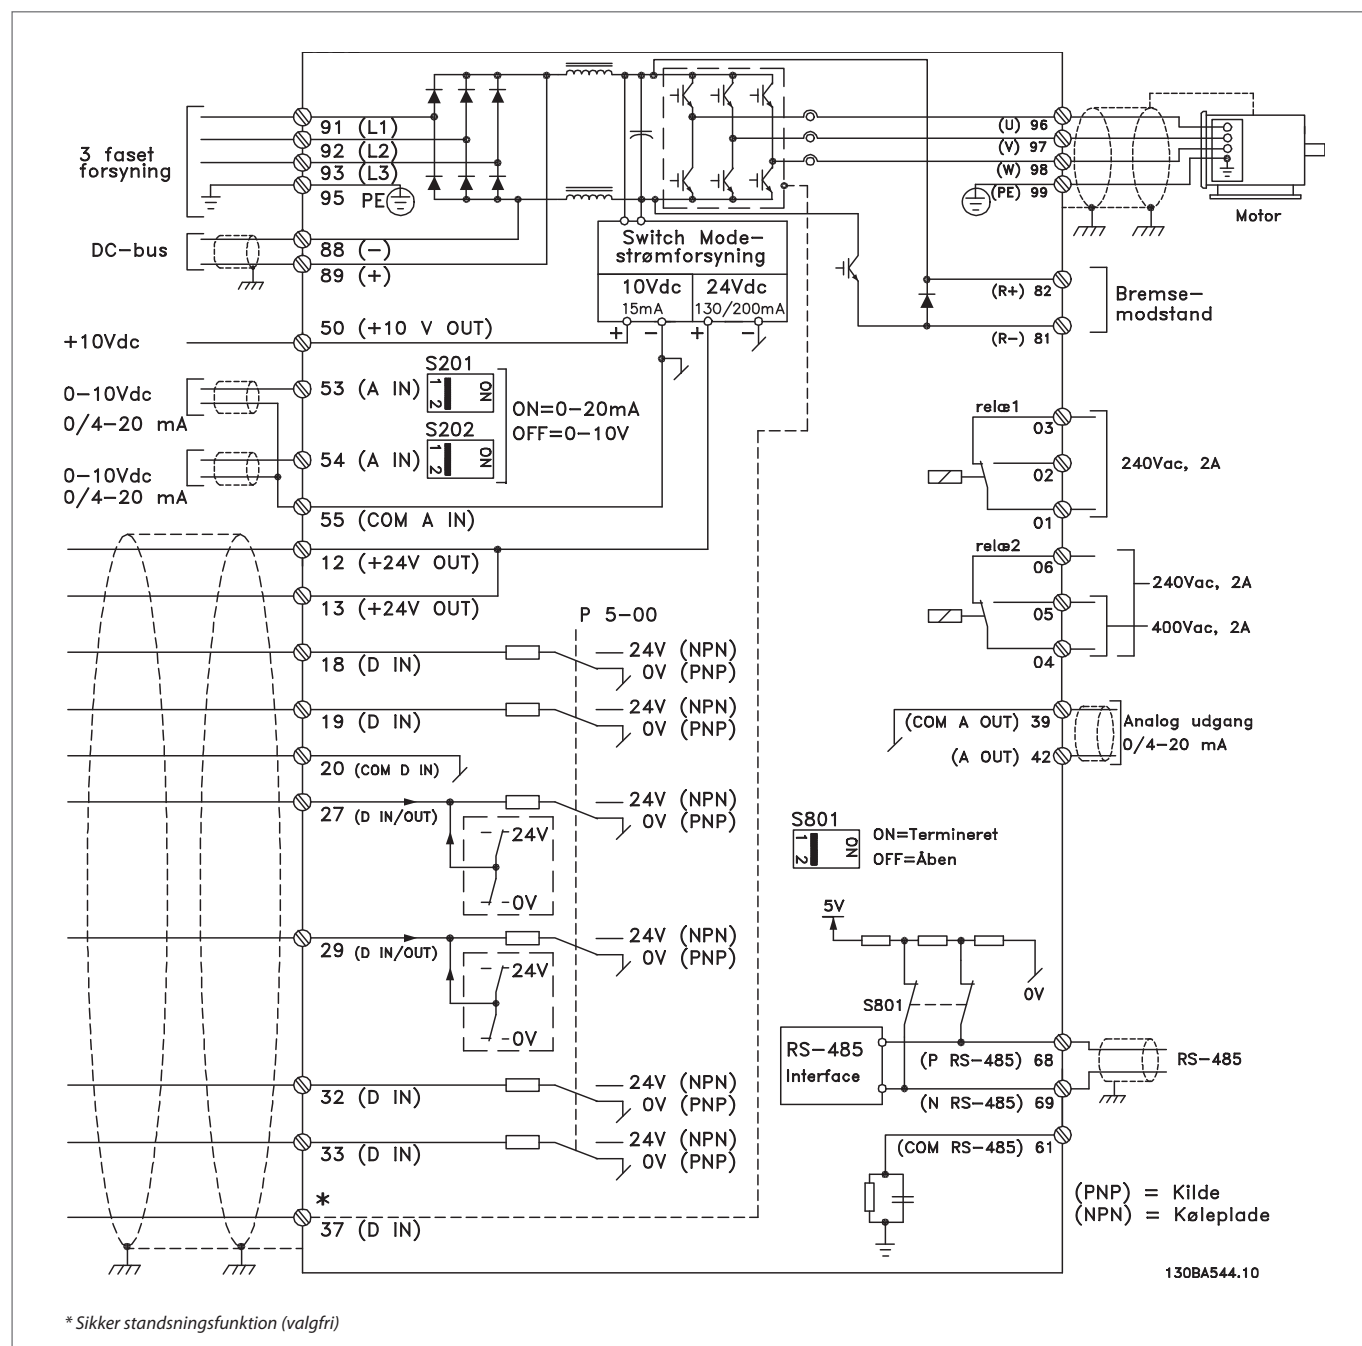 3 faset
forsyning
91 (L1)
92 (L2)
93 (L3)
95 PE
DC-bus
88 (-)
89 (+)
+10Vdc
50 (+10 V OUT)
Switch Mode-
strømforsyning
10Vdc
15mA
24Vdc
130/200mA
+ - + -
(U) 96
(V) 97
(W) 98
(PE) 99
Motor
(R+) 82
(R-) 81
Bremse-
modstand
0-10Vdc
0/4-20 mA
53 (A IN)
S201
1 2 ON
ON=0-20mA
OFF=0-10V
S202
1 2 ON
0-10Vdc
0/4-20 mA
54 (A IN)
55 (COM A IN)
12 (+24V OUT)
13 (+24V OUT)
relæ1
03
02
01
240Vac, 2A
relæ2
06
05
04
240Vac, 2A
400Vac, 2A
P 5-00
18 (D IN)
24V (NPN)
0V (PNP)
19 (D IN)
24V (NPN)
0V (PNP)
20 (COM D IN)
27 (D IN/OUT)
24V (NPN)
0V (PNP)
24V
0V
29 (D IN/OUT)
24V (NPN)
0V (PNP)
24V
0V
32 (D IN)
24V (NPN)
0V (PNP)
33 (D IN)
24V (NPN)
0V (PNP)
*
37 (D IN)
(COM A OUT) 39
(A OUT) 42
Analog udgang
0/4-20 mA
S801
1 2 ON
ON=Termineret
OFF=Åben
5V
0V
S801
RS-485
Interface
(P RS-485) 68
(N RS-485) 69
(COM RS-485) 61
RS-485
(PNP) = Kilde
(NPN) = Køleplade
130BA544.10
* Sikker standsningsfunktion (valgfri)